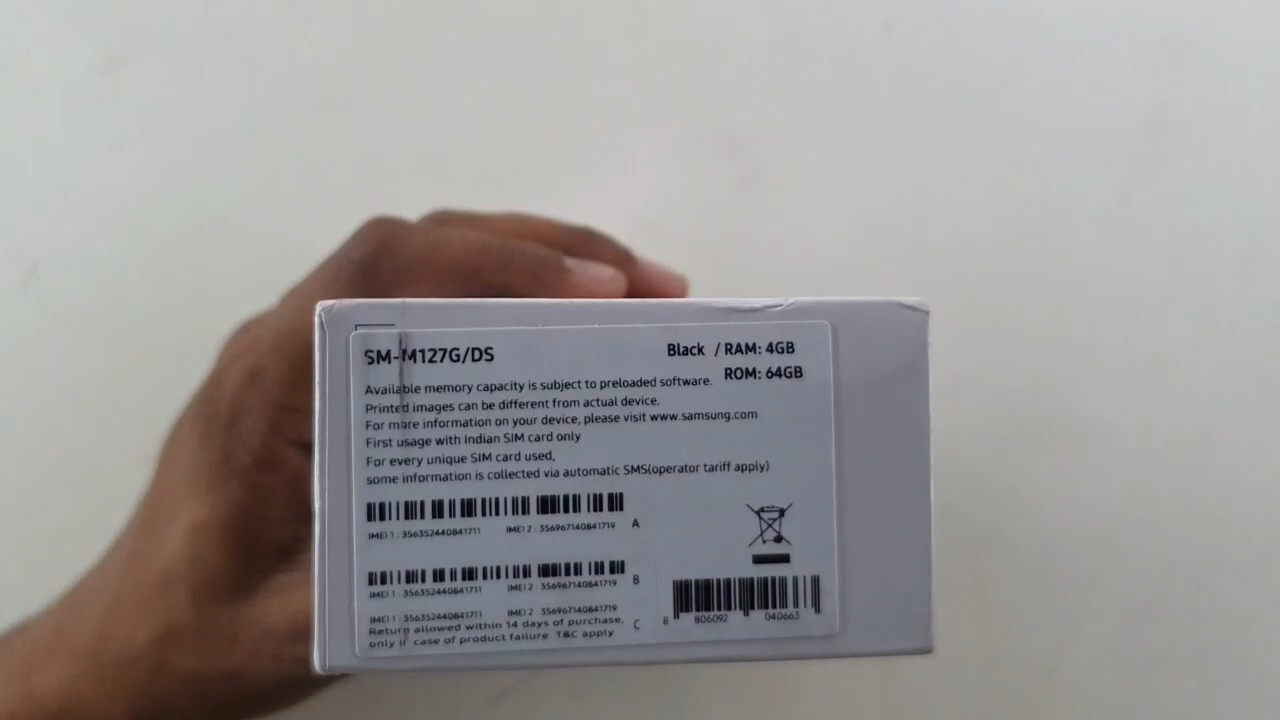 SM-M127G/DS
Black / RAM: 4GB
ROM: 64GB
Available memory capacity is subject to preloaded software.
Printed images can be different from actual device.
For more information on your device, please visit www.samsung.com
First usage with Indian SIM card only
For every unique SIM card used,
some information is collected via automatic SMS(operator tariff apply)
IMEI 1 : 356352440841711 IMEI 2 : 356967140841719 A
IMEI 1 : 356352440841711 IMEI 2 : 356967140841719 B
IMEI 1 : 356352440841711 IMEI 2 : 356967140841719
Return allowed within 14 days of purchase, C
only if case of product failure. T&C apply
8 806092 040663